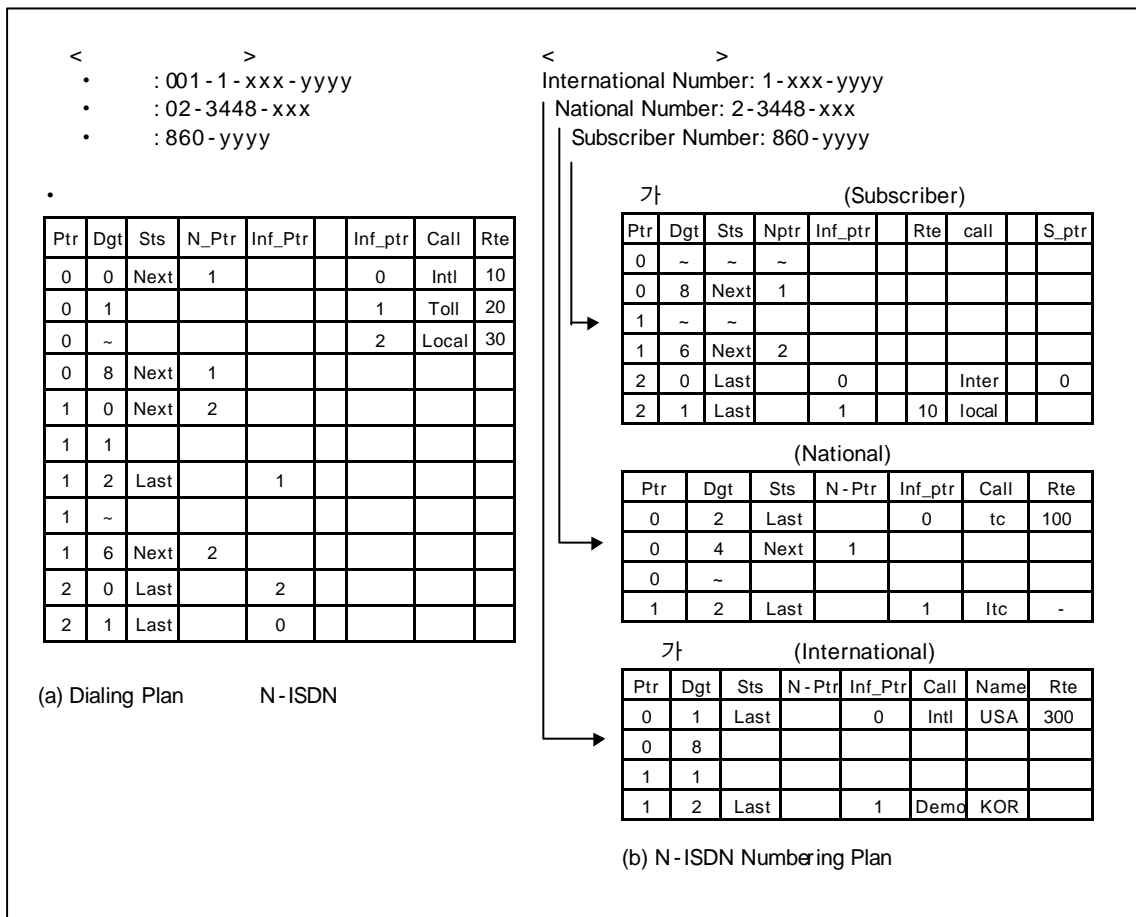 < >
• : 001-1-xxx-yyyy
• : 02-3448-xxx
• : 860-yyyy
•
Ptr Dgt Sts N_Ptr Inf_Ptr Inf_ptr Call Rte
0 0 Next 1 0 Intl 10
0 1 1 Toll 20
0 ~ 2 Local 30
0 8 Next 1
1 0 Next 2
1 1
1 2 Last 1
1 ~
1 6 Next 2
2 0 Last 2
2 1 Last 0
(a) Dialing Plan N-ISDN
< >
International Number: 1-xxx-yyyy
National Number: 2-3448-xxx
Subscriber Number: 860-yyyy
가 (Subscriber)
Ptr Dgt Sts Nptr Inf_ptr Rte call S_ptr
0 ~ ~ ~
0 8 Next 1
1 ~ ~
1 6 Next 2
2 0 Last 0 Inter 0
2 1 Last 1 10 local
(National)
Ptr Dgt Sts N-Ptr Inf_ptr Call Rte
0 2 Last 0 tc 100
0 4 Next 1
0 ~
1 2 Last 1 ltc -
가 (International)
Ptr Dgt Sts N-Ptr Inf_Ptr Call Name Rte
0 1 Last 0 Intl USA 300
0 8
1 1
1 2 Last 1 Demo KOR
(b) N-ISDN Numbering Plan